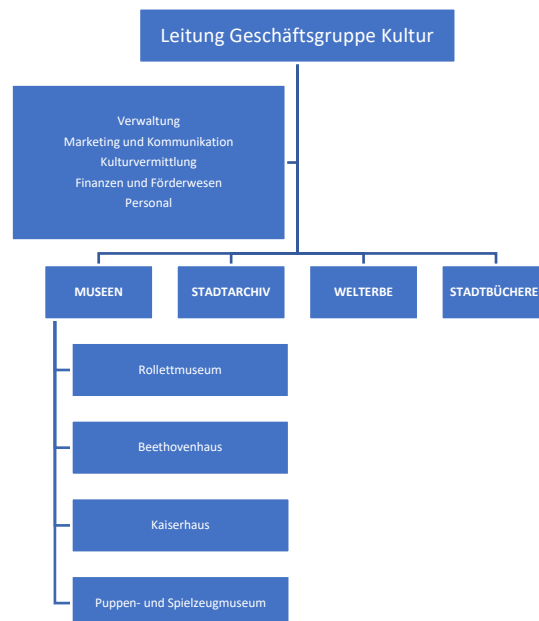 Leitung Geschäftsgruppe Kultur
Verwaltung
Marketing und Kommunikation
Kulturvermittlung
Finanzen und Förderwesen
Personal
MUSEEN
STADTARCHIV
WELTERBE
STADTBÜCHERE
Rollettmuseum
Beethovenhaus
Kaiserhaus
Puppen- und Spielzeugmuseum